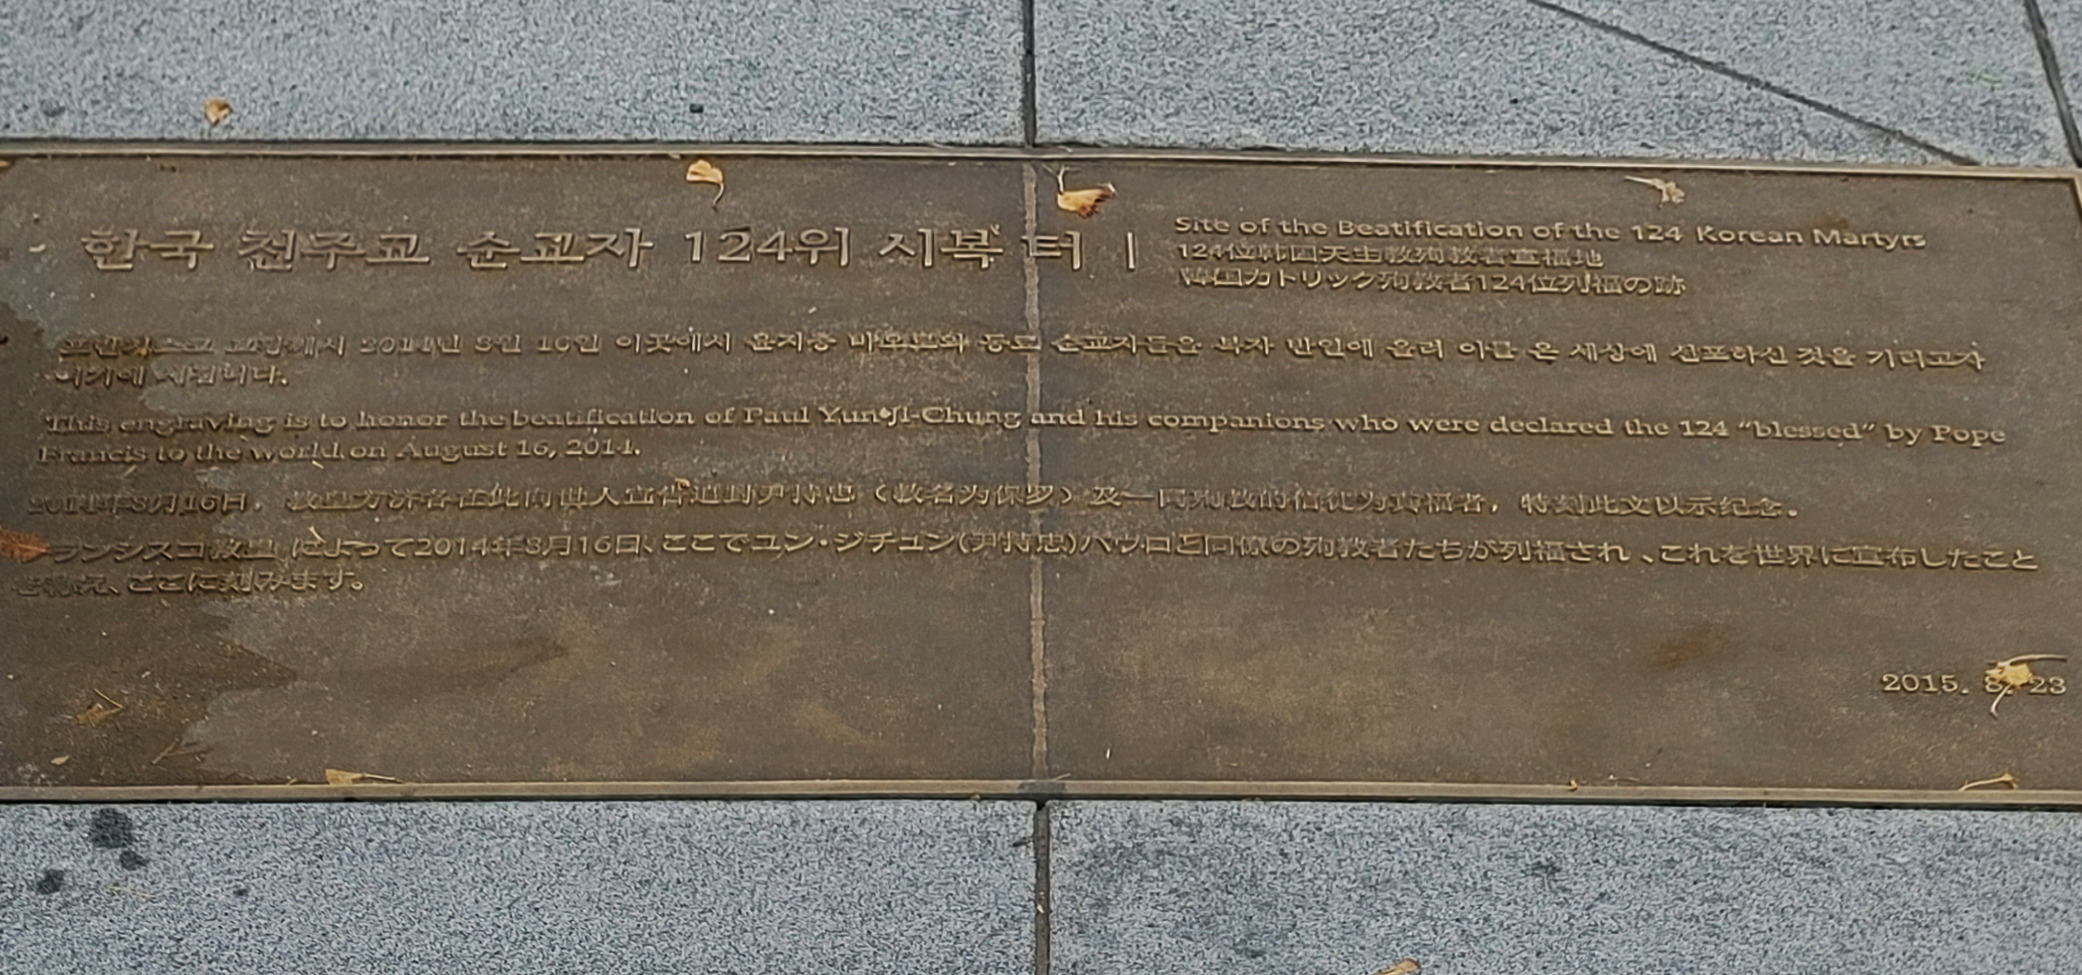 한국 천주교 순교자 124위 시복 터 |
Site of the Beatification of the 124 Korean Martyrs
124位韩国天主教殉教者宣福地
韓国カトリック殉教者124位列福の跡
프란치스코 교황께서 2014년 8월 16일 이곳에서 윤지충 바오로와 동료 순교자들을 복자 반열에 올려 이를 온 세상에 선포하신 것을 기리고자
여기에 새깁니다.
This engraving is to honor the beatification of Paul Yun Ji-Chung and his companions who were declared the 124 “blessed” by Pope
Francis to the world on August 16, 2014.
2014年8月16日，教皇方济各在此向世人宣告追封尹持忠（教名为保罗）及一同殉教的信徒为真福者，特刻此文以示纪念。
フランシスコ教皇 によって2014年8月16日、ここでユン・ジチュン(尹持忠)パウロと同僚の殉教者たちが列福され、これを世界に宣布したこと
を称え、ここに刻みます。
2015. 8. 23